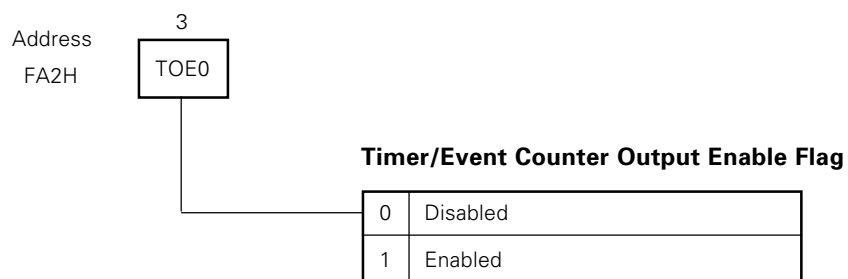 3
Address
FA2H
TOE0
Timer/Event Counter Output Enable Flag
0 Disabled
1 Enabled